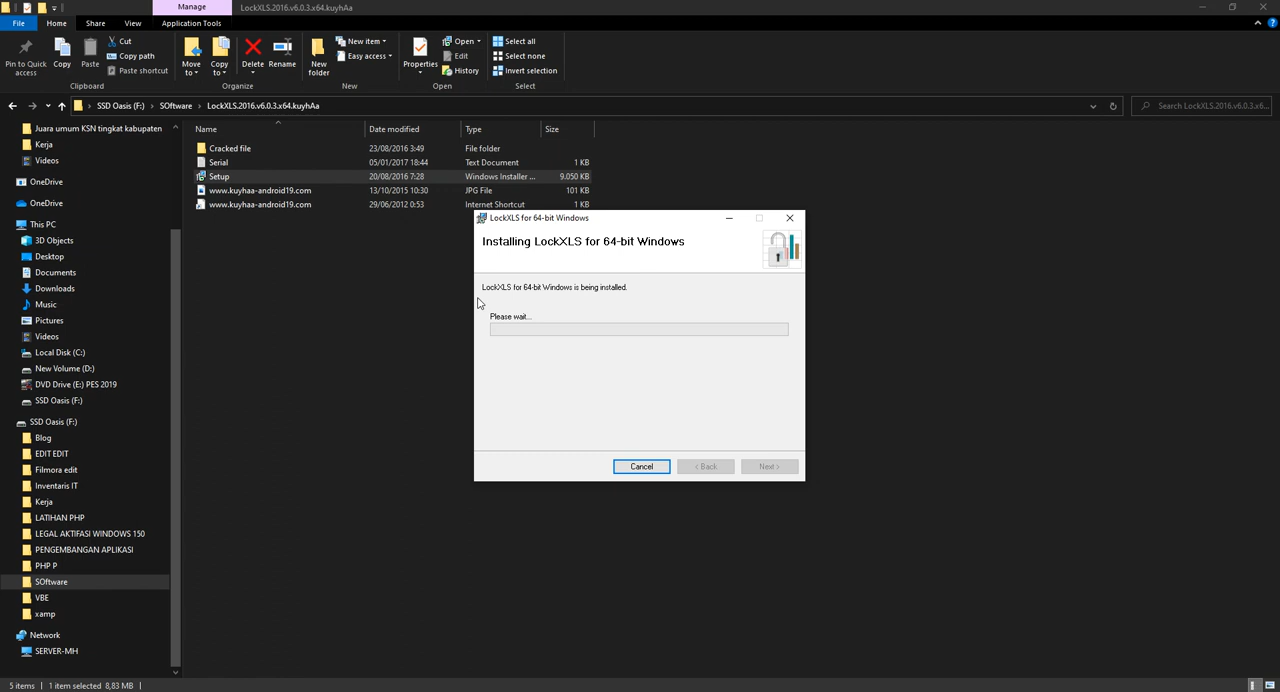 Manage
LockXLS.2016.v6.0.3.x64.kuyhAa
File
Home
Share
View
Application Tools
Pin to Quick access
Copy
Paste
Cut
Copy path
Paste shortcut
Clipboard
Move to
Copy to
Delete
Rename
Organize
New folder
New item
Easy access
New
Properties
Open
Edit
History
Open
Select all
Select none
Invert selection
Select
SSD Oasis (F:) > SOftware > LockXLS.2016.v6.0.3.x64.kuyhAa
Search LockXLS.2016.v6.0.3.x6...
Name Date modified Type Size
Cracked file 23/08/2016 3:49 File folder
Serial 05/01/2017 18:44 Text Document 1 KB
Setup 20/08/2016 7:28 Windows Installer ... 9.050 KB
www.kuyhaa-android19.com 13/10/2015 10:30 JPG File 101 KB
www.kuyhaa-android19.com 29/06/2012 0:53 Internet Shortcut 1 KB
Juara umum KSN tingkat kabupaten
Kerja
Videos
OneDrive
OneDrive
This PC
3D Objects
Desktop
Documents
Downloads
Music
Pictures
Videos
Local Disk (C:)
New Volume (D:)
DVD Drive (E:) PES 2019
SSD Oasis (F:)
SSD Oasis (F:)
Blog
EDIT EDIT
Filmora edit
Inventaris IT
Kerja
LATIHAN PHP
LEGAL AKTIFASI WINDOWS 150
PENGEMBANGAN APLIKASI
PHP P
SOftware
VBE
xamp
Network
SERVER-MH
LockXLS for 64-bit Windows
Installing LockXLS for 64-bit Windows
LockXLS for 64-bit Windows is being installed.
Please wait...
Cancel
< Back
Next >
5 items
1 item selected 8,83 MB